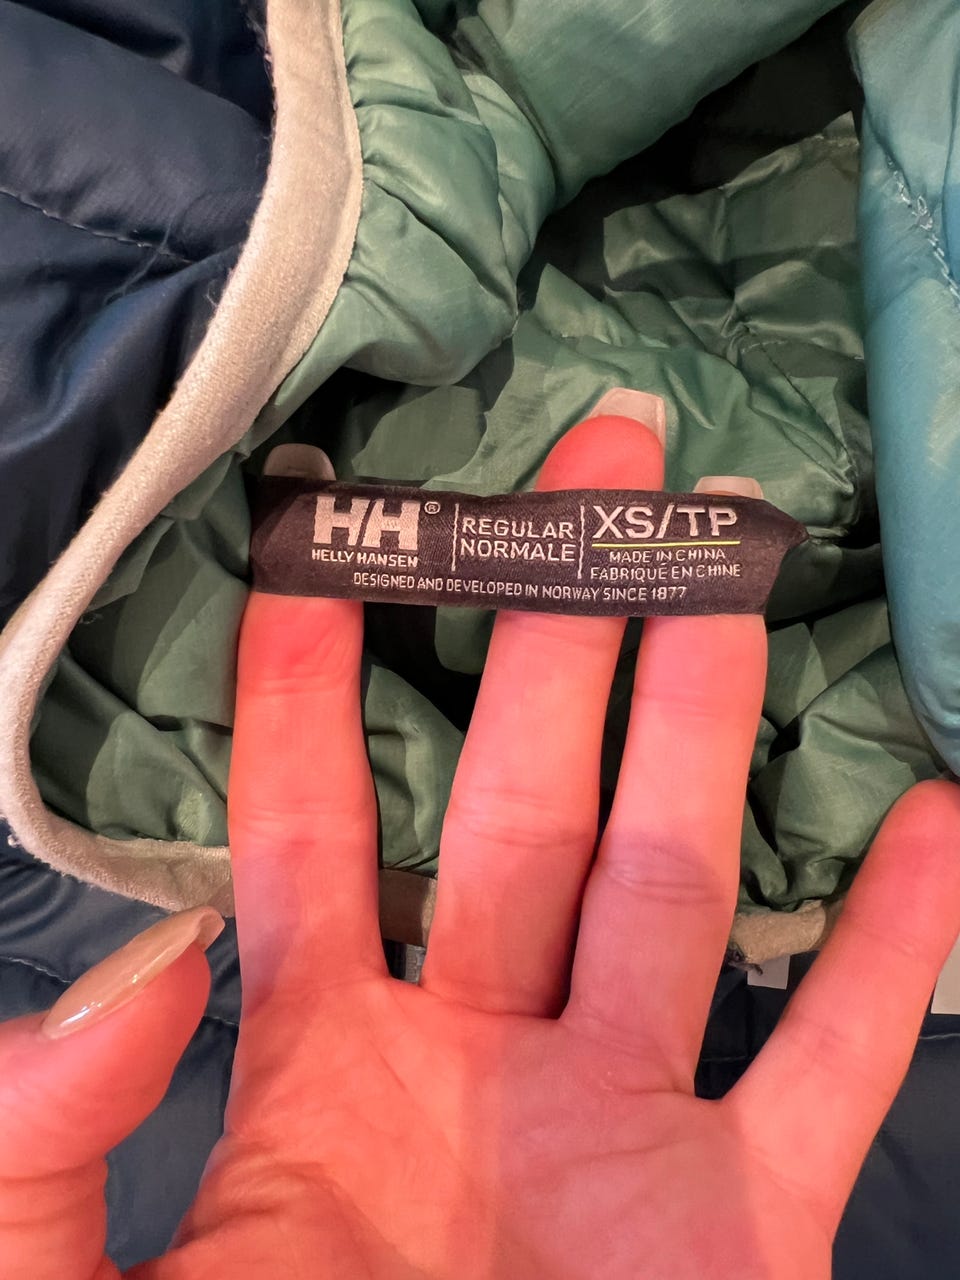 HH®
HELLY HANSEN
REGULAR
NORMALE
XS/TP
MADE IN CHINA
FABRIQUÉ EN CHINE
DESIGNED AND DEVELOPED IN NORWAY SINCE 1877